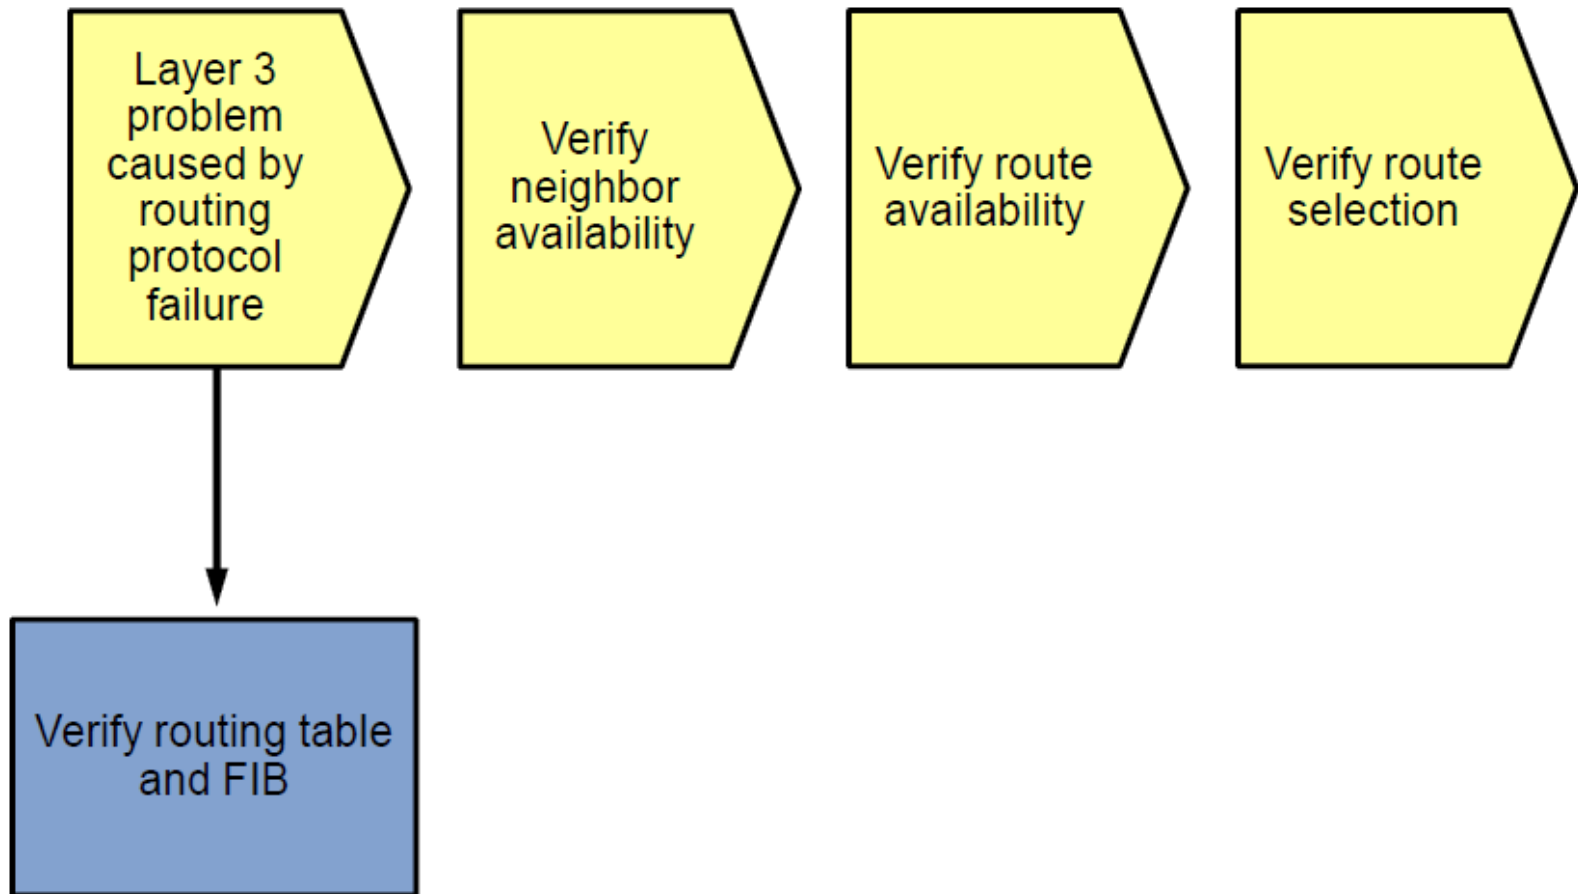 Layer 3
problem
caused by
routing
protocol
failure
Verify
neighbor
availability
Verify route
availability
Verify route
selection
Verify routing table
and FIB